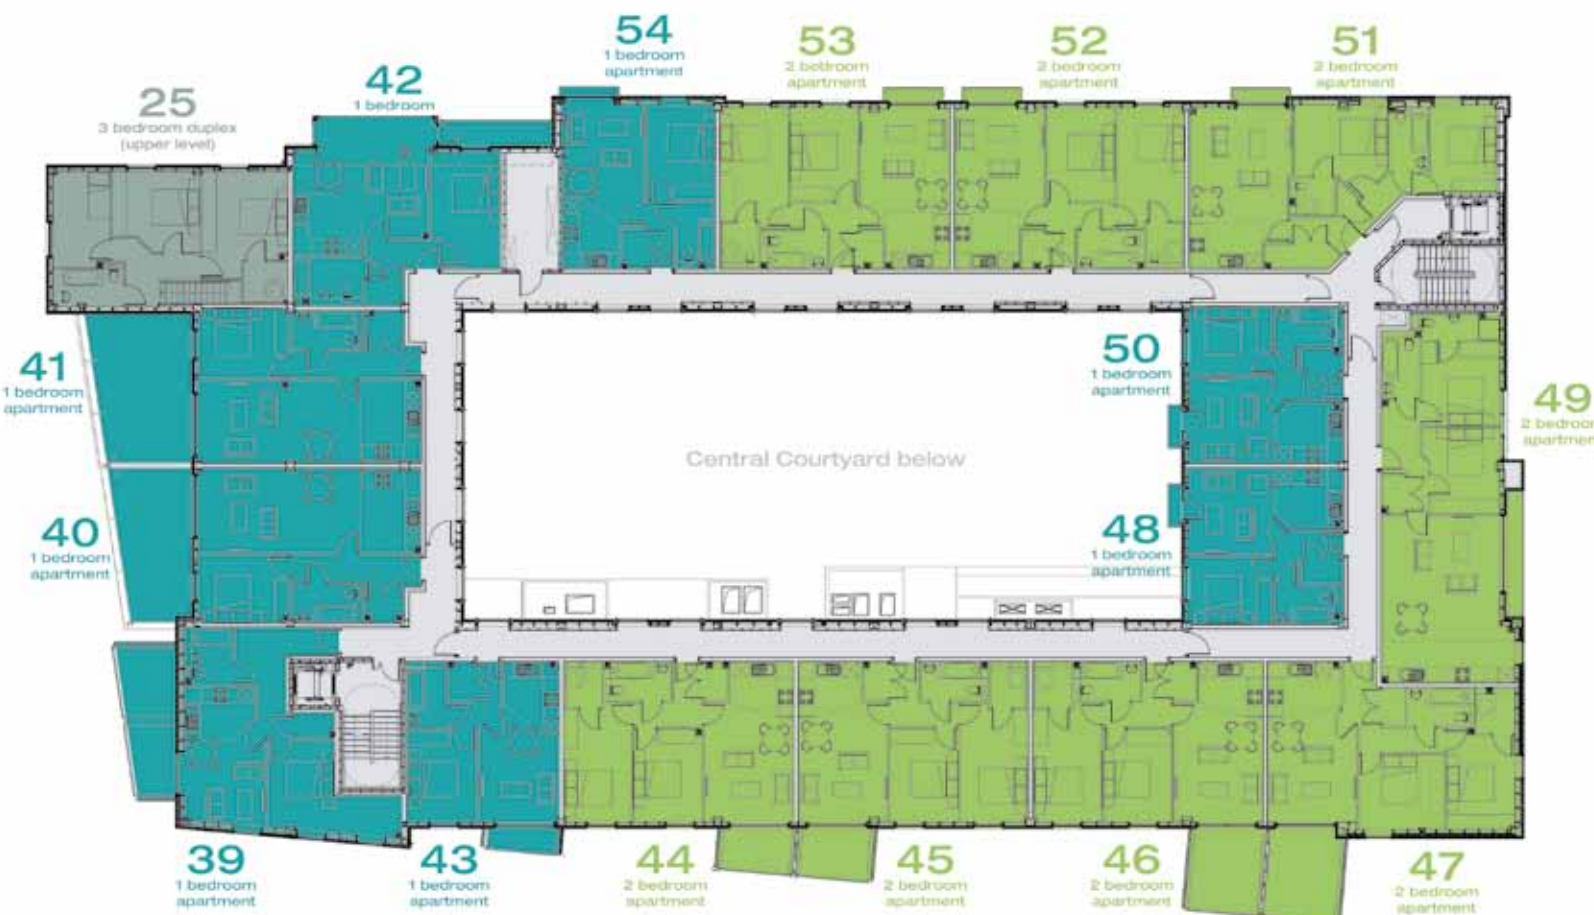 54
1 bedroom
apartment
53
2 bedroom
apartment
52
2 bedroom
apartment
51
2 bedroom
apartment
42
1 bedroom
25
3 bedroom duplex
(upper level)
41
1 bedroom
apartment
50
1 bedroom
apartment
49
2 bedroom
apartment
Central Courtyard below
40
1 bedroom
apartment
48
1 bedroom
apartment
39
1 bedroom
apartment
43
1 bedroom
apartment
44
2 bedroom
apartment
45
2 bedroom
apartment
46
2 bedroom
apartment
47
2 bedroom
apartment